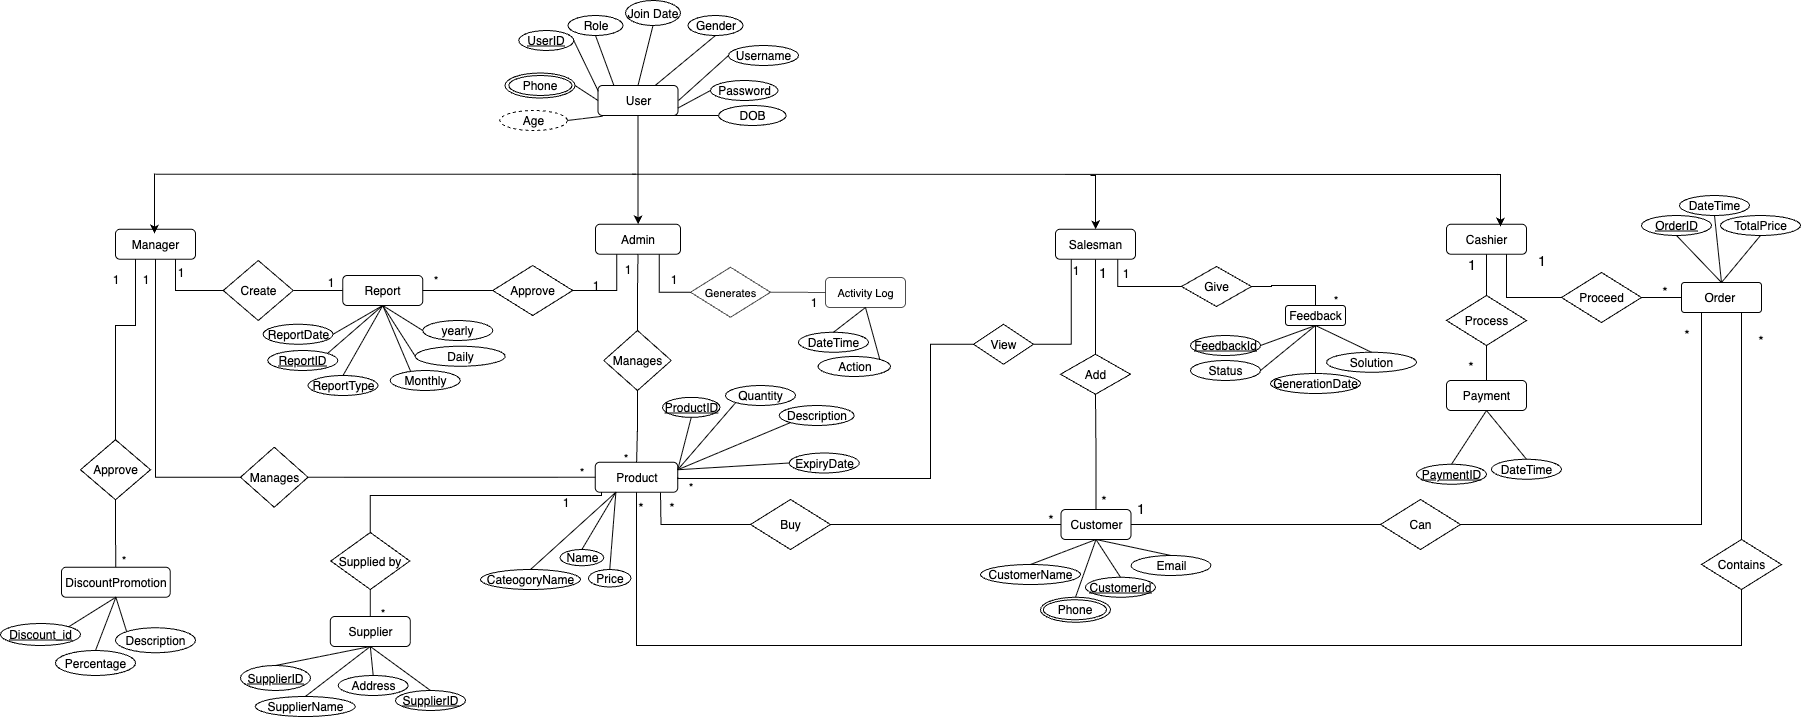 Join Date
Role
Gender
UserID
Username
Phone
Password
User
Age
DOB
Manager
Admin
Salesman
Cashier
DateTime
OrderID
TotalPrice
1
1
1
Create
1
Report
*
Approve
1
1
1
Generates
1
Activity Log
1
1
1
Give
*
Feedback
1
1
Proceed
*
Order
ReportDate
ReportID
ReportType
yearly
Daily
Monthly
Manages
DateTime
Action
View
Add
FeedbackId
Status
GenerationDate
Solution
Process
*
Payment
*
*
PaymentID
DateTime
ProductID
Quantity
Description
ExpiryDate
Approve
Manages
*
*
Product
*
1
*
*
Buy
*
*
Customer
1
Can
Supplied by
CateogoryName
Name
Price
CustomerName
Phone
CustomerId
Email
Contains
*
DiscountPromotion
Discount_id
Percentage
Description
*
Supplier
SupplierID
SupplierName
Address
SupplierID